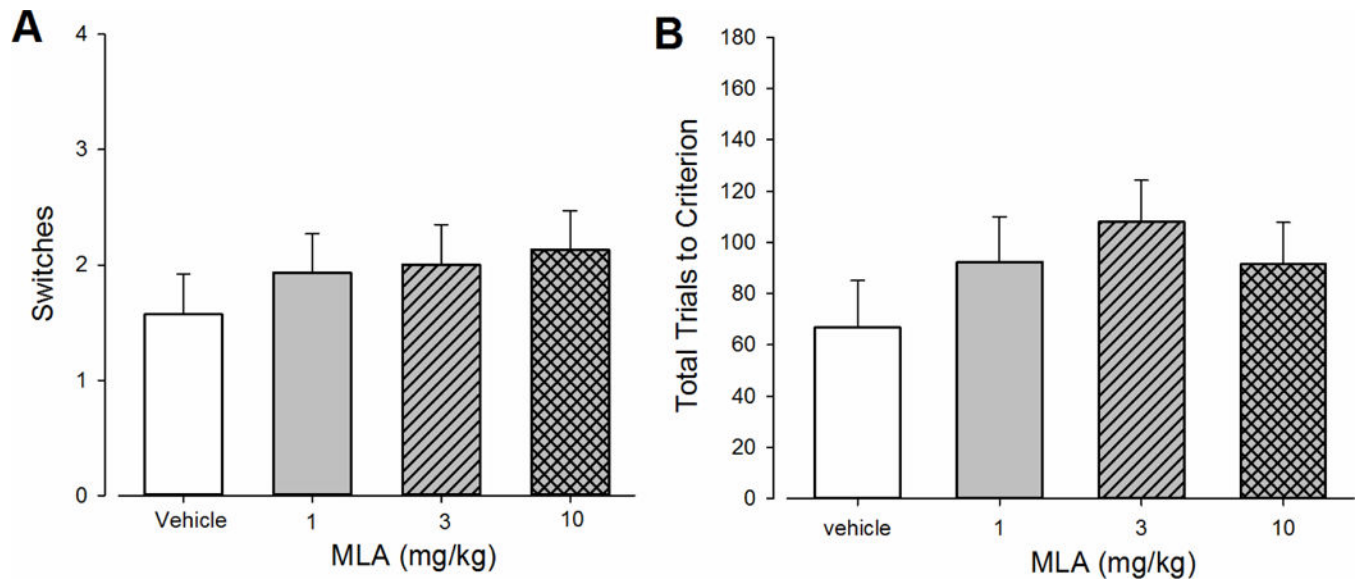 A
Switches
4
3
2
1
0
Vehicle 1 3 10
MLA (mg/kg)
B
Total Trials to Criterion
180
160
140
120
100
80
60
40
20
0
vehicle 1 3 10
MLA (mg/kg)